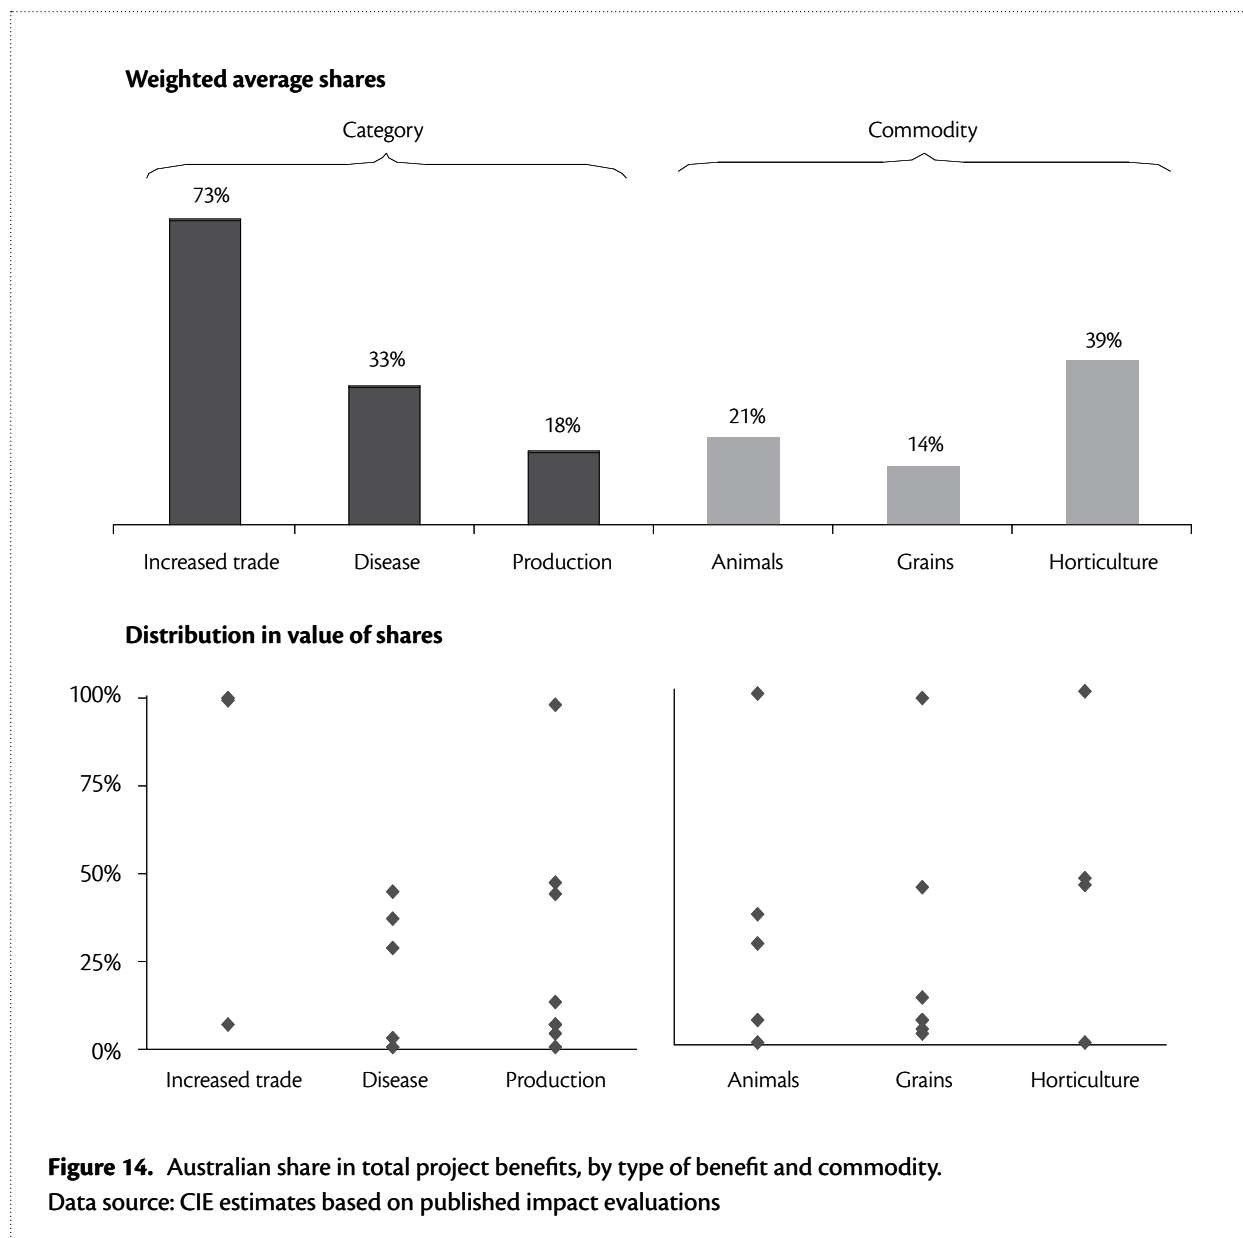 Weighted average shares
Category
Commodity
73%
33%
18%
21%
14%
39%
Increased trade
Disease
Production
Animals
Grains
Horticulture
Distribution in value of shares
100%
75%
50%
25%
0%
Increased trade
Disease
Production
Animals
Grains
Horticulture
Figure 14. Australian share in total project benefits, by type of benefit and commodity.
Data source: CIE estimates based on published impact evaluations